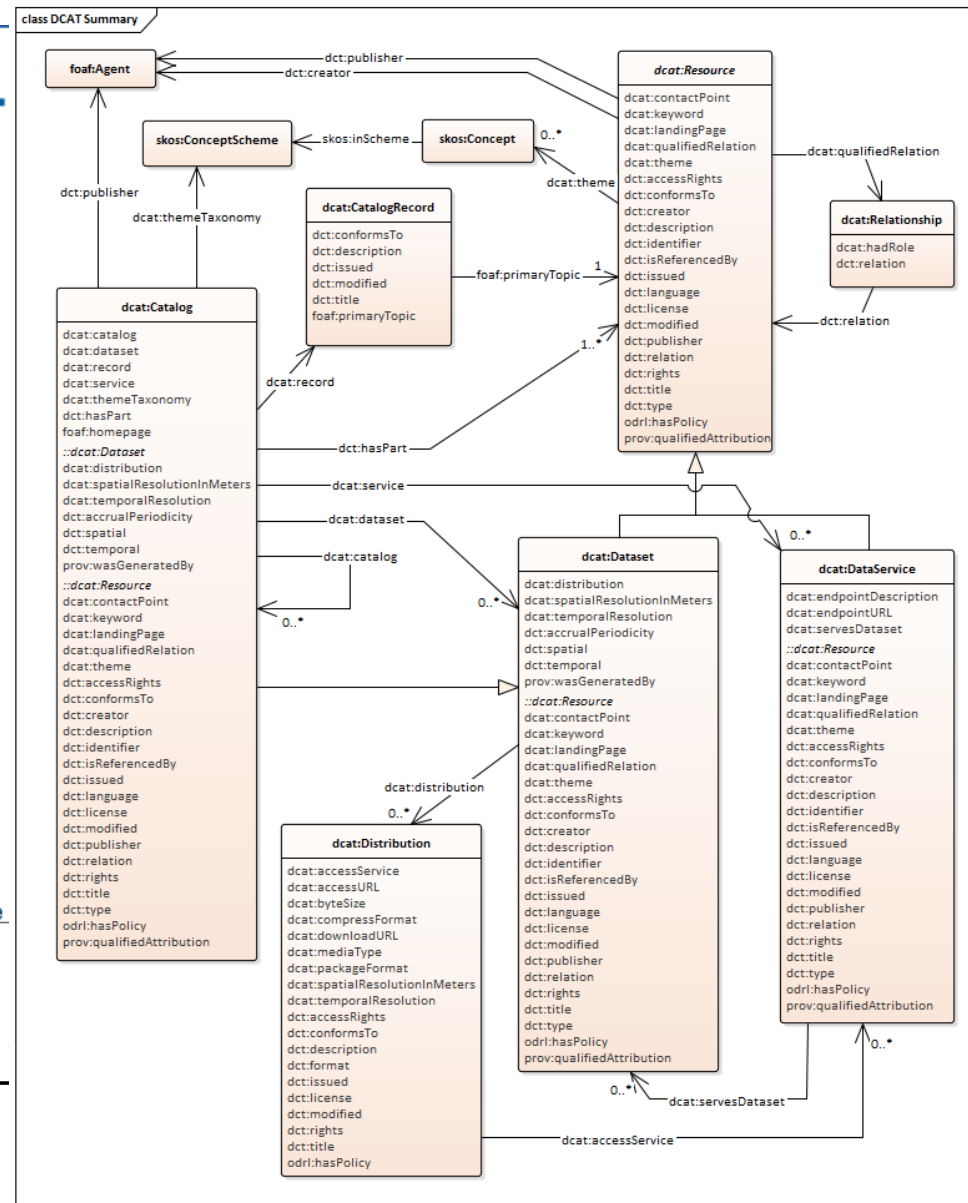 class DCAT Summary
foaf:Agent
dct:publisher
dct:creator
skos:ConceptScheme
skos:inScheme
skos:Concept
0..*
dcat:theme
dct:publisher
dcat:themeTaxonomy
dcat:Resource
dcat:contactPoint
dcat:keyword
dcat:landingPage
dcat:qualifiedRelation
dcat:theme
dct:accessRights
dct:conformsTo
dct:creator
dct:description
dct:identifier
dct:isReferencedBy
dct:issued
dct:language
dct:license
dct:modified
dct:publisher
dct:relation
dct:rights
dct:title
dct:type
odrl:hasPolicy
prov:qualifiedAttribution
dcat:qualifiedRelation
dcat:Relationship
dcat:hadRole
dct:relation
dct:relation
dcat:CatalogRecord
dct:conformsTo
dct:description
dct:issued
dct:modified
dct:title
foaf:primaryTopic
foaf:primaryTopic
1
1..*
dcat:record
dct:hasPart
dcat:service
0..*
dcat:dataset
0..*
dcat:catalog
0..*
dcat:Catalog
dcat:catalog
dcat:dataset
dcat:record
dcat:service
dcat:themeTaxonomy
dct:hasPart
foaf:homepage
::dcat:Dataset
dcat:distribution
dcat:spatialResolutionInMeters
dcat:temporalResolution
dct:accrualPeriodicity
dct:spatial
dct:temporal
prov:wasGeneratedBy
::dcat:Resource
dcat:contactPoint
dcat:keyword
dcat:landingPage
dcat:qualifiedRelation
dcat:theme
dct:accessRights
dct:conformsTo
dct:creator
dct:description
dct:identifier
dct:isReferencedBy
dct:issued
dct:language
dct:license
dct:modified
dct:publisher
dct:relation
dct:rights
dct:title
dct:type
odrl:hasPolicy
prov:qualifiedAttribution
dcat:Dataset
dcat:distribution
dcat:spatialResolutionInMeters
dcat:temporalResolution
dct:accrualPeriodicity
dct:spatial
dct:temporal
prov:wasGeneratedBy
::dcat:Resource
dcat:contactPoint
dcat:keyword
dcat:landingPage
dcat:qualifiedRelation
dcat:theme
dct:accessRights
dct:conformsTo
dct:creator
dct:description
dct:identifier
dct:isReferencedBy
dct:issued
dct:language
dct:license
dct:modified
dct:publisher
dct:relation
dct:rights
dct:title
dct:type
odrl:hasPolicy
prov:qualifiedAttribution
dcat:DataService
dcat:endpointDescription
dcat:endpointURL
dcat:servesDataset
::dcat:Resource
dcat:contactPoint
dcat:keyword
dcat:landingPage
dcat:qualifiedRelation
dcat:theme
dct:accessRights
dct:conformsTo
dct:creator
dct:description
dct:identifier
dct:isReferencedBy
dct:issued
dct:language
dct:license
dct:modified
dct:publisher
dct:relation
dct:rights
dct:title
dct:type
odrl:hasPolicy
prov:qualifiedAttribution
dcat:distribution
0..*
dcat:Distribution
dcat:accessService
dcat:accessURL
dcat:byteSize
dcat:compressFormat
dcat:downloadURL
dcat:mediaType
dcat:packageFormat
dcat:spatialResolutionInMeters
dcat:temporalResolution
dct:accessRights
dct:conformsTo
dct:description
dct:format
dct:issued
dct:license
dct:modified
dct:rights
dct:title
odrl:hasPolicy
0..*
0..*
dcat:servesDataset
dcat:accessService